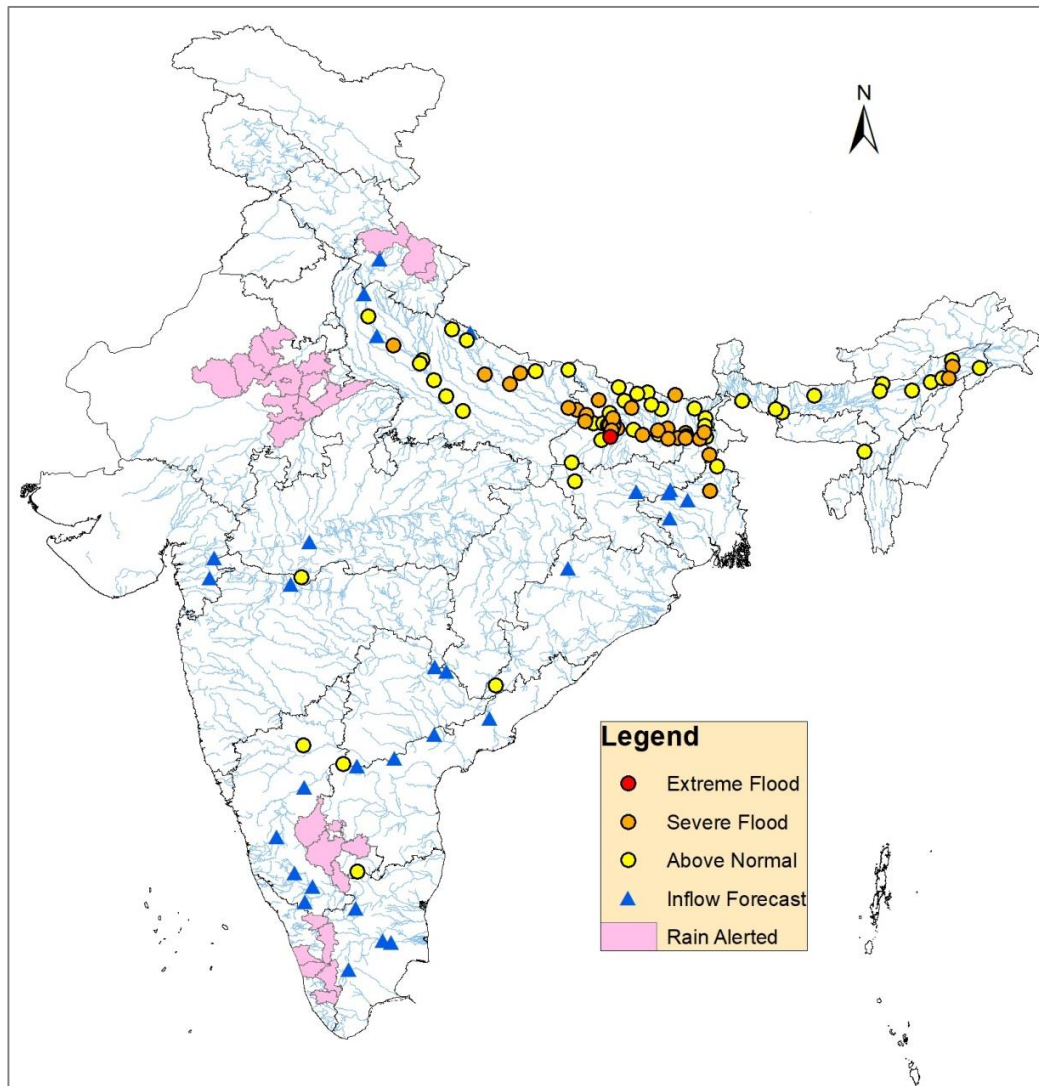 N
Legend
Extreme Flood
Severe Flood
Above Normal
Inflow Forecast
Rain Alerted